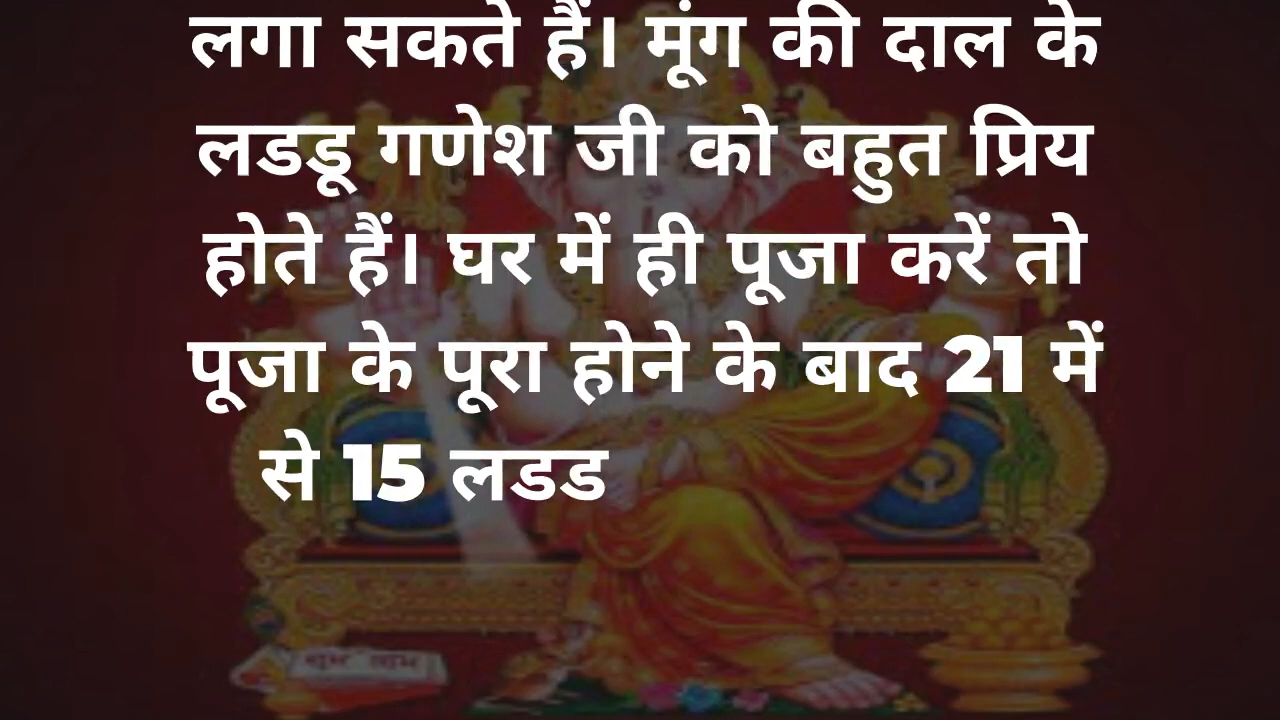 लगा सकते हैं। मूंग की दाल के
लडडू गणेश जी को बहुत प्रिय
होते हैं। घर में ही पूजा करें तो
पूजा के पूरा होने के बाद 21 में
से 15 लडड
शुभ लाभ